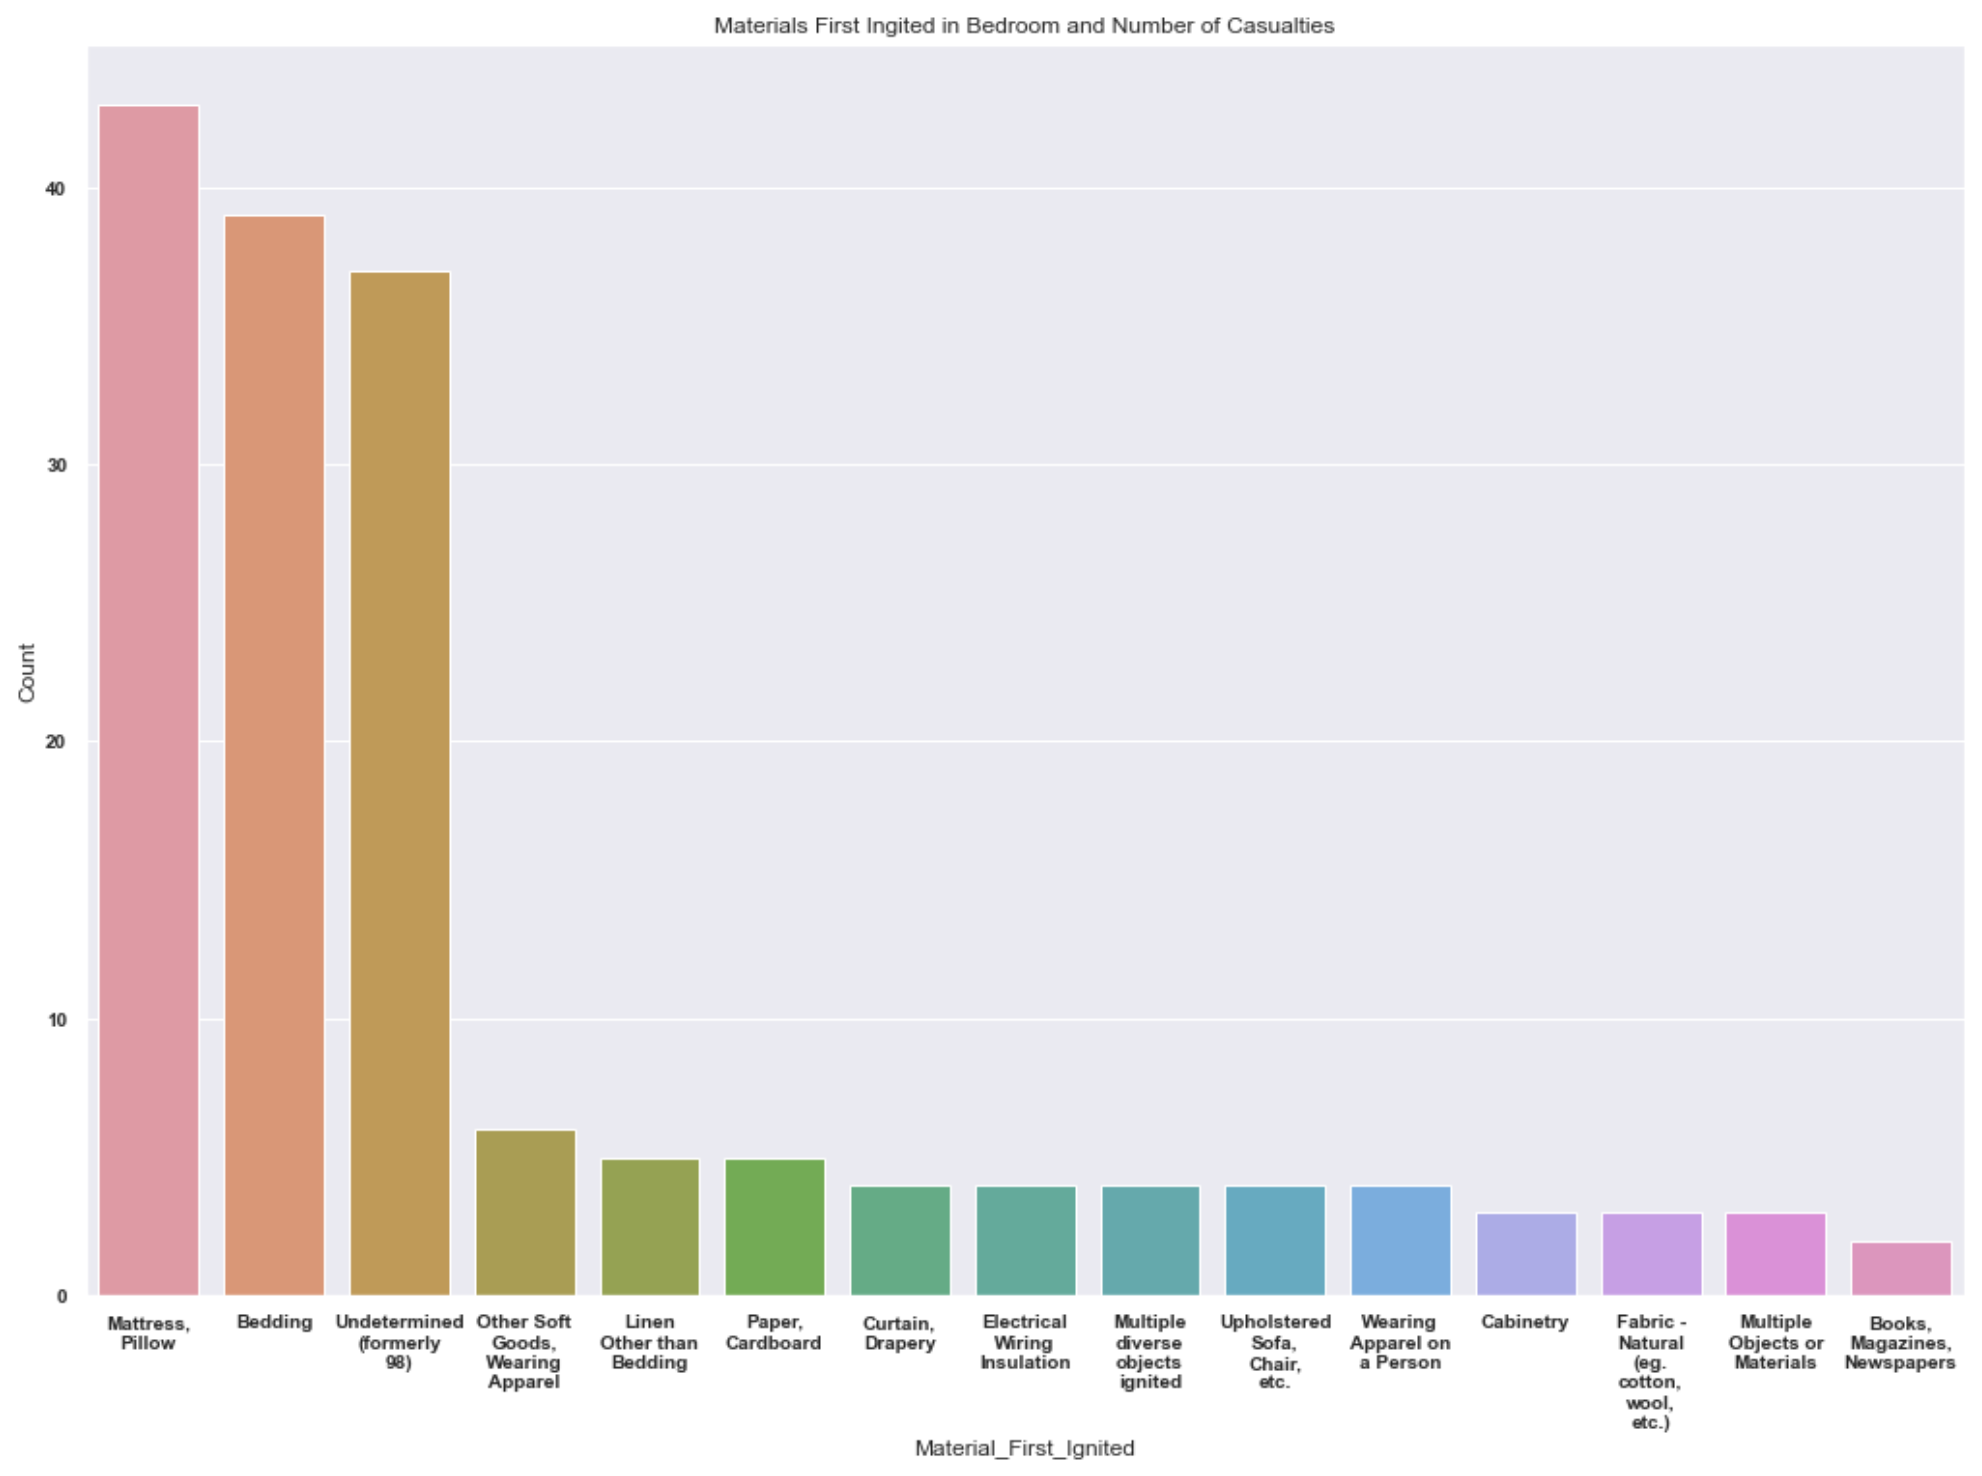 Materials First Ingited in Bedroom and Number of Casualties
40
30
20
10
0
Count
Mattress,
Pillow
Bedding
Undetermined
(formerly
98)
Other Soft
Goods,
Wearing
Apparel
Linen
Other than
Bedding
Paper,
Cardboard
Curtain,
Drapery
Electrical
Wiring
Insulation
Multiple
diverse
objects
ignited
Upholstered
Sofa,
Chair,
etc.
Wearing
Apparel on
a Person
Cabinetry
Fabric -
Natural
(eg.
cotton,
wool,
etc.)
Multiple
Objects or
Materials
Books,
Magazines,
Newspapers
Material_First_Ignited